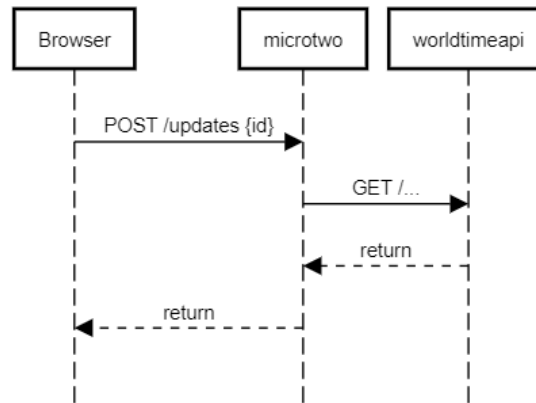 Browser
microtwo
worldtimeapi
POST /updates {id}
GET /...
return
return